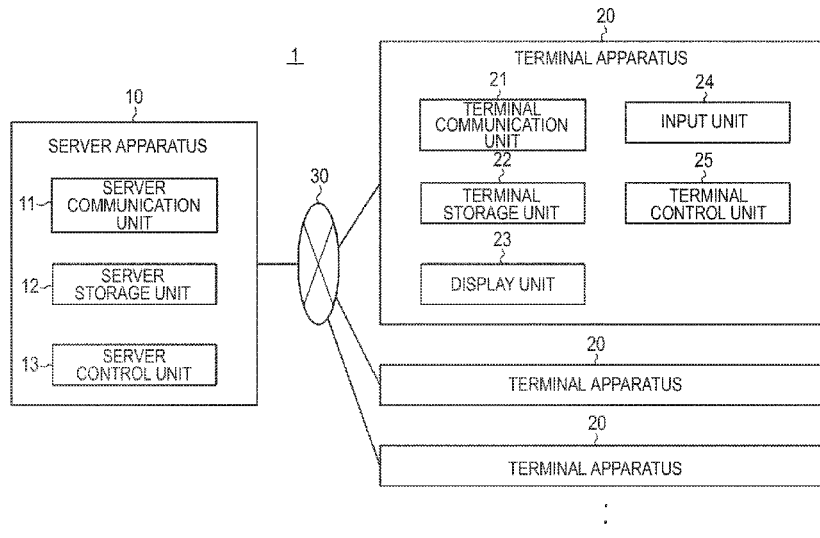 1
10
SERVER APPARATUS
11
SERVER
COMMUNICATION
UNIT
12
SERVER
STORAGE UNIT
13
SERVER
CONTROL UNIT
30
20
TERMINAL APPARATUS
21
TERMINAL
COMMUNICATION
UNIT
22
TERMINAL
STORAGE UNIT
23
DISPLAY UNIT
24
INPUT UNIT
25
TERMINAL
CONTROL UNIT
20
TERMINAL APPARATUS
20
TERMINAL APPARATUS